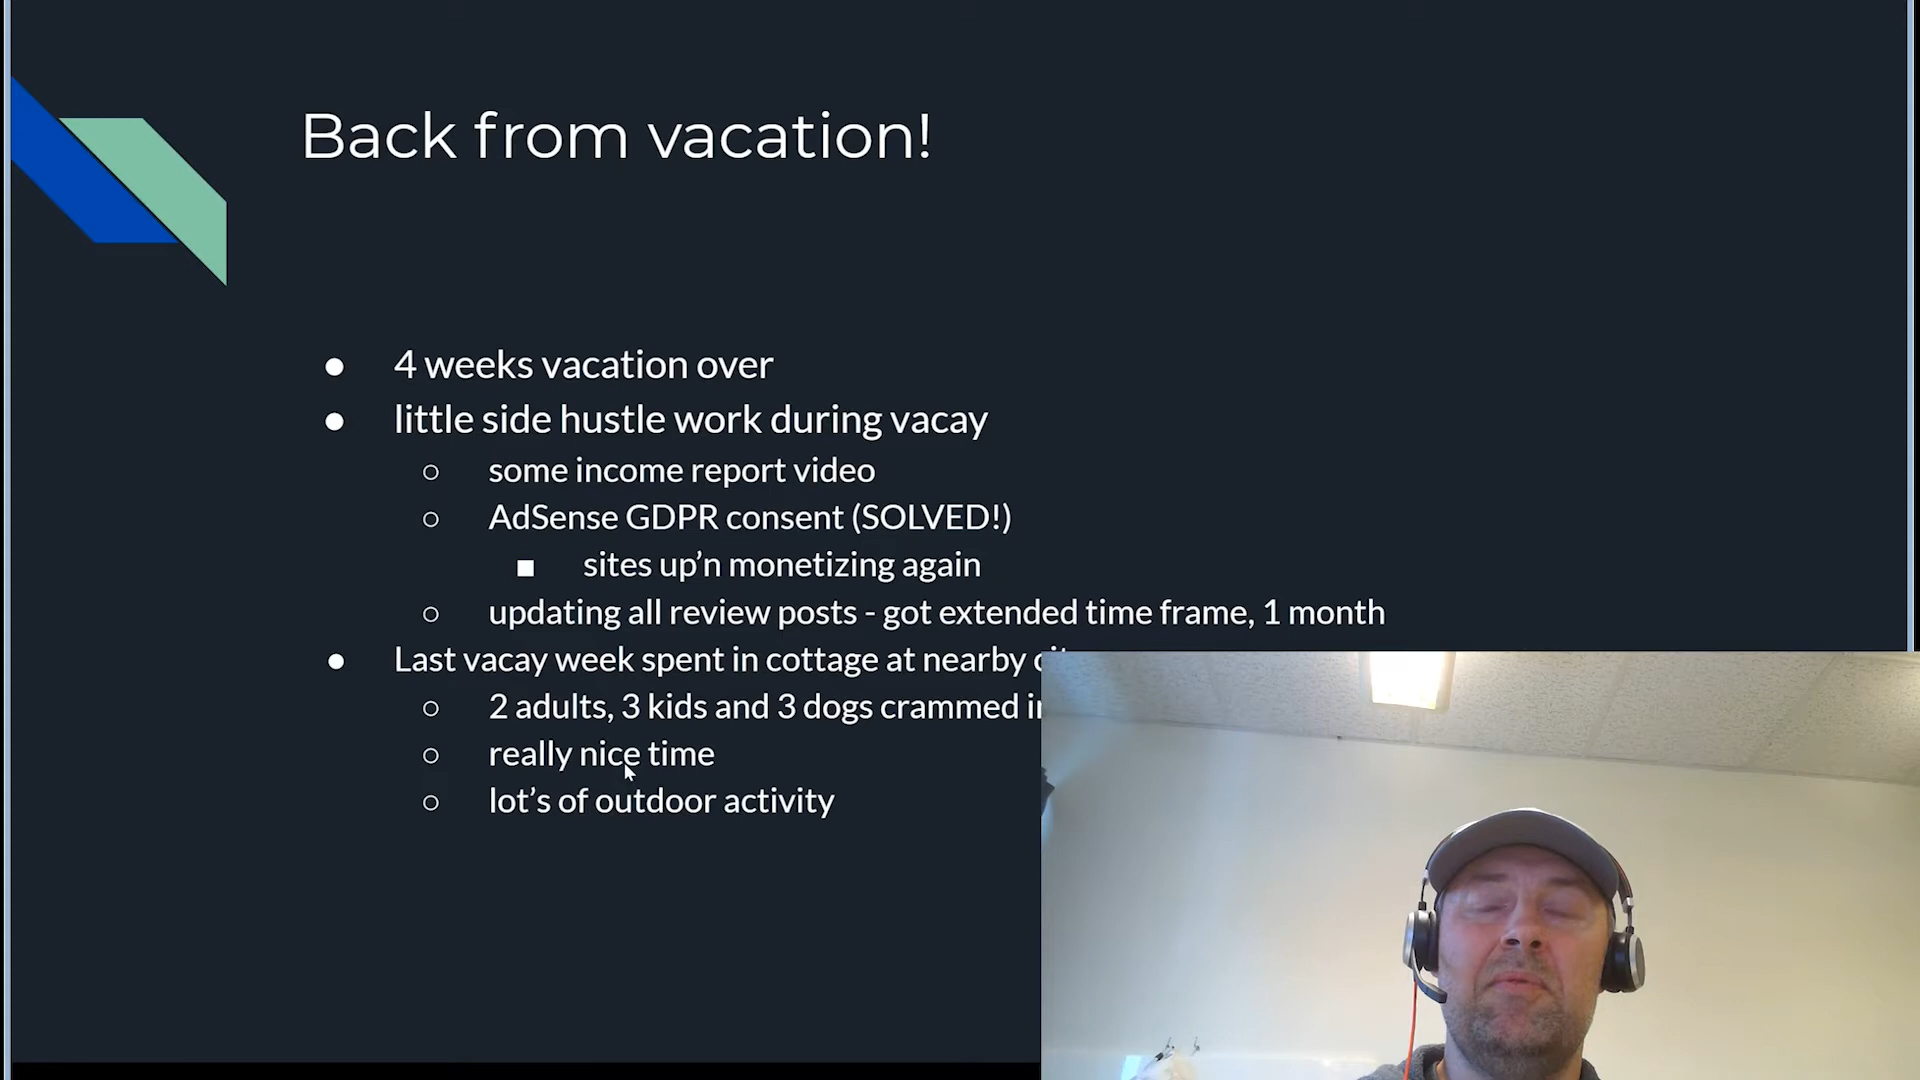 Back from vacation!
4 weeks vacation over
little side hustle work during vacay
some income report video
AdSense GDPR consent (SOLVED!)
sites up’n monetizing again
updating all review posts - got extended time frame, 1 month
Last vacay week spent in cottage at nearby
2 adults, 3 kids and 3 dogs crammed
really nice time
lot’s of outdoor activity